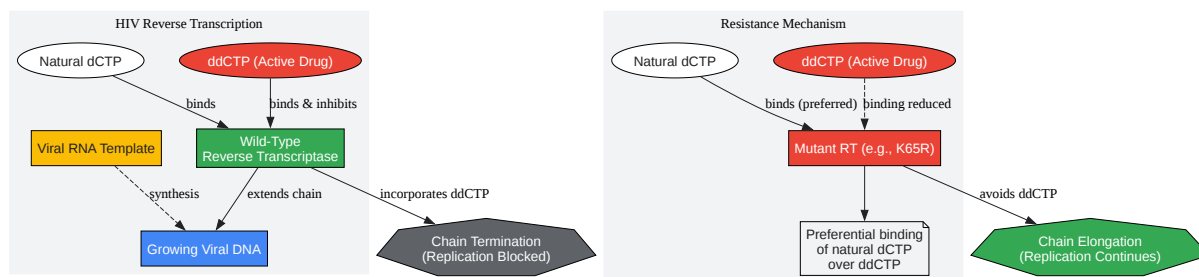 HIV Reverse Transcription
Natural dCTP
ddCTP (Active Drug)
binds
binds & inhibits
Viral RNA Template
Wild-Type
Reverse Transcriptase
synthesis
extends chain
incorporates ddCTP
Growing Viral DNA
Chain Termination
(Replication Blocked)
Resistance Mechanism
Natural dCTP
ddCTP (Active Drug)
binds (preferred)
binding reduced
Mutant RT (e.g., K65R)
avoids ddCTP
Preferential binding
of natural dCTP
over ddCTP
Chain Elongation
(Replication Continues)